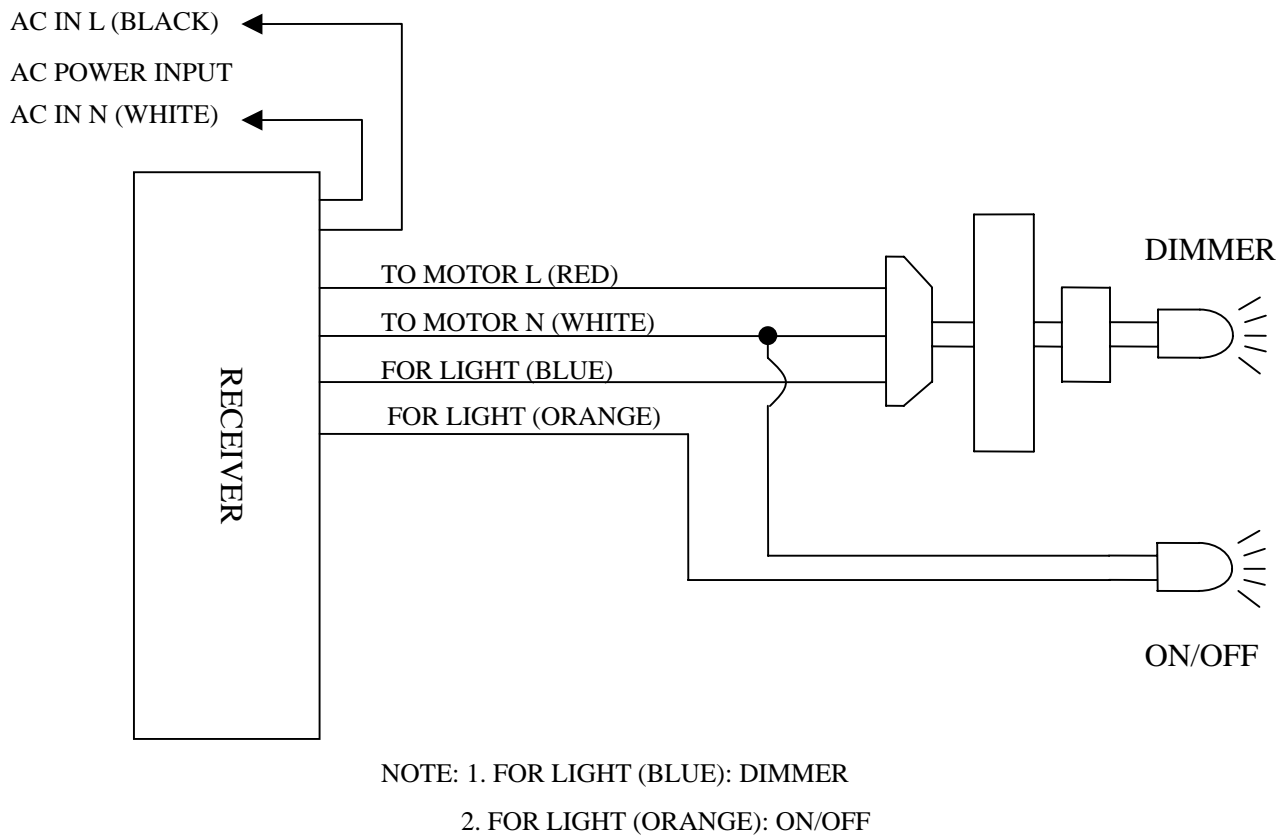 AC IN L (BLACK)
AC POWER INPUT
AC IN N (WHITE)
DIMMER
TO MOTOR L (RED)
TO MOTOR N (WHITE)
FOR LIGHT (BLUE)
FOR LIGHT (ORANGE)
RECEIVER
ON/OFF
NOTE: 1. FOR LIGHT (BLUE): DIMMER
2. FOR LIGHT (ORANGE): ON/OFF